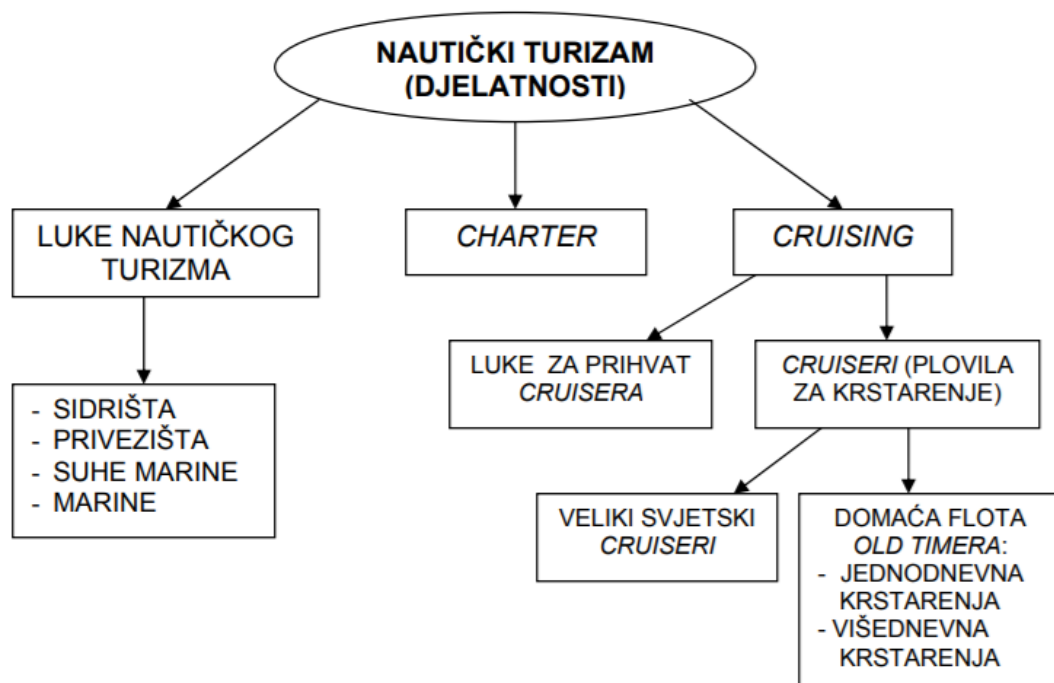 NAUTIČKI TURIZAM
(DJELATNOSTI)
LUKE NAUTIČKOG
TURIZMA
CHARTER
CRUISING
LUKE ZA PRIHVAT
CRUISERA
CRUISERI (PLOVILA
ZA KRSTARENJE)
- SIDRIŠTA
- PRIVEZIŠTA
- SUHE MARINE
- MARINE
VELIKI SVJETSKI
CRUISERI
DOMAĆA FLOTA
OLD TIMERA:
- JEDNODNEVNA
KRSTARENJA
- VIŠEDNEVNA
KRSTARENJA